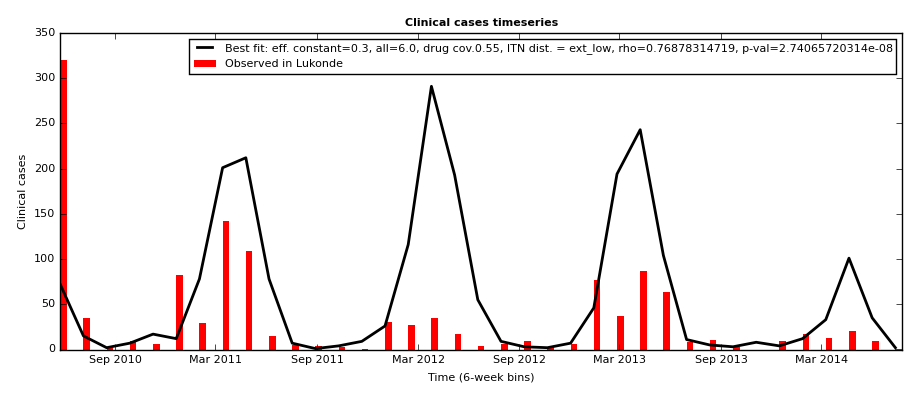 Clinical cases timeseries
Best fit: eff. constant=0.3, all=6.0, drug cov.0.55, ITN dist. = ext_low, rho=0.76878314719, p-val=2.74065720314e-08
Observed in Lukonde
Clinical cases
350
300
250
200
150
100
50
0
Sep 2010 Mar 2011 Sep 2011 Mar 2012 Sep 2012 Mar 2013 Sep 2013 Mar 2014
Time (6-week bins)